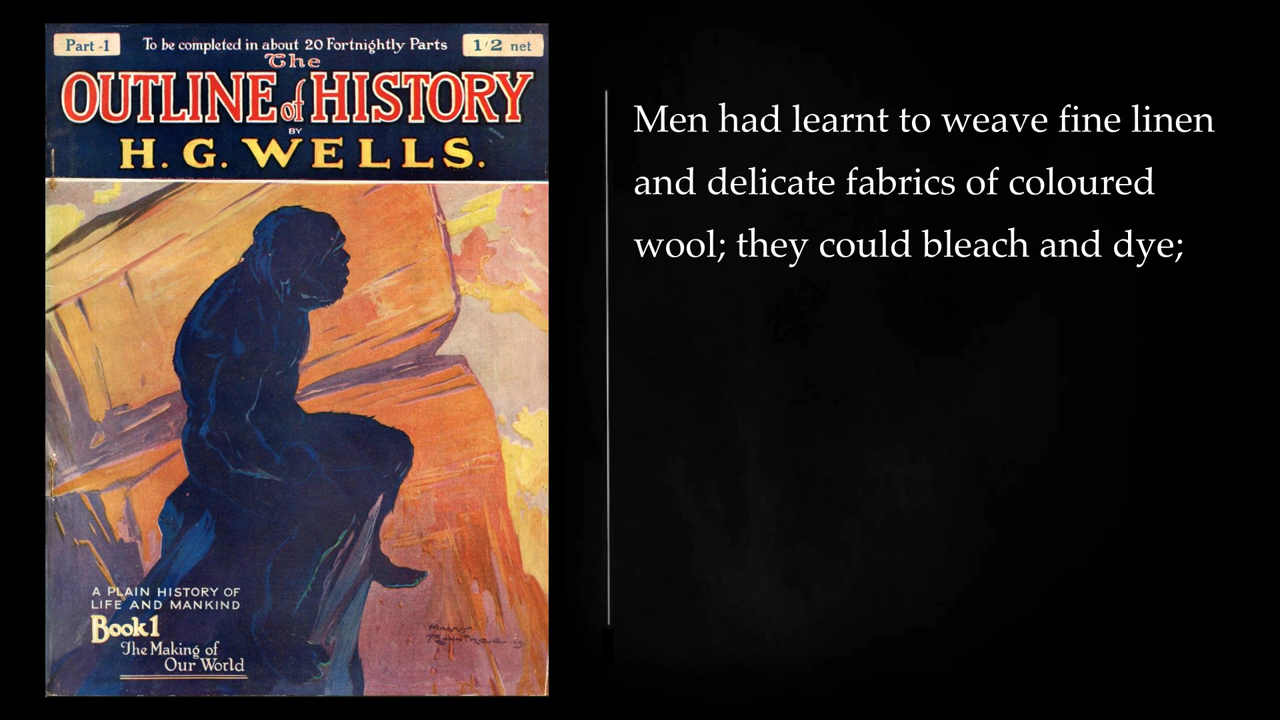 Part -1
To be completed in about 20 Fortnightly Parts
1/2 net
The
OUTLINE of HISTORY
BY
H. G. WELLS.
A PLAIN HISTORY OF
LIFE AND MANKIND
Book 1
The Making of
Our World
Men had learnt to weave fine linen
and delicate fabrics of coloured
wool; they could bleach and dye;